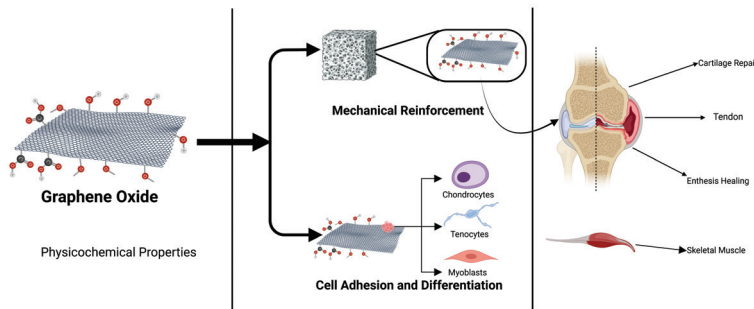 Graphene Oxide
Physicochemical Properties
Mechanical Reinforcement
Chondrocytes
Tenocytes
Myoblasts
Cell Adhesion and Differentiation
Cartilage Repai
Tendon
Enthesis Healing
Skeletal Muscle